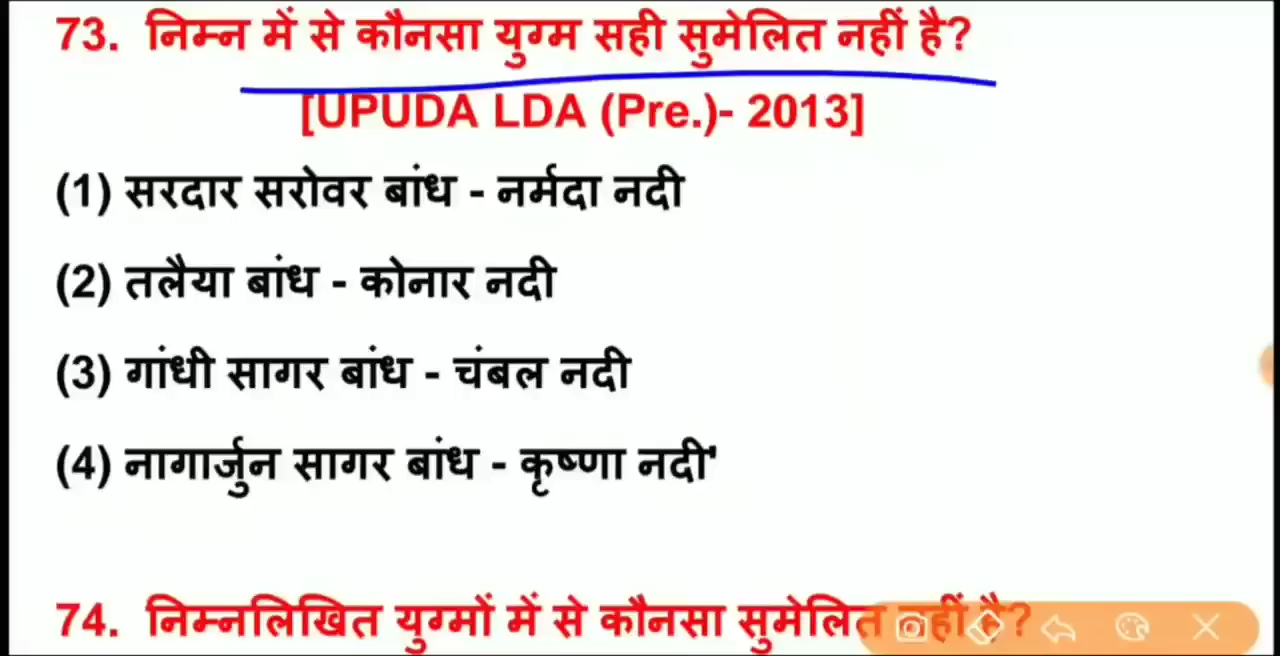 73. निम्न में से कौनसा युग्म सही सुमेलित नहीं है?
[UPUDA LDA (Pre.)- 2013]
(1) सरदार सरोवर बांध - नर्मदा नदी
(2) तलैया बांध - कोनार नदी
(3) गांधी सागर बांध - चंबल नदी
(4) नागार्जुन सागर बांध - कृष्णा नदी'
74. निम्नलिखित युग्मों में से कौनसा सुमेलित नहीं है?